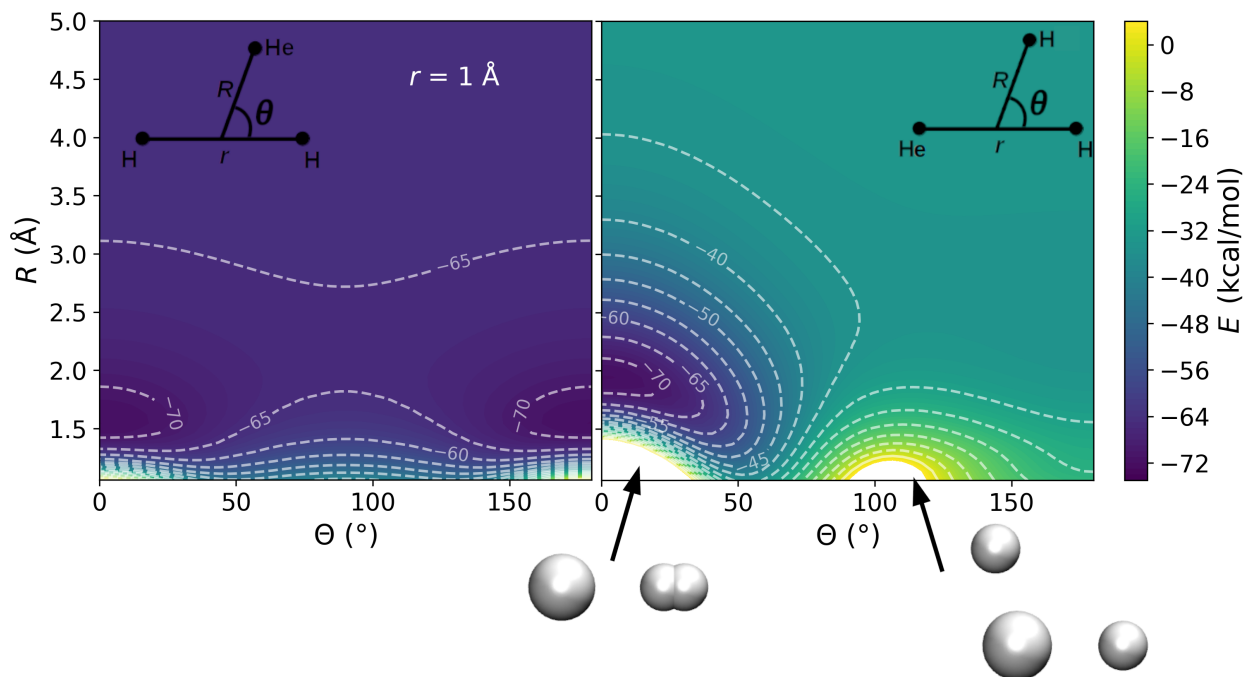 5.0
4.5
4.0
3.5
3.0
2.5
2.0
1.5
R (Å)
He
R
θ
H
r
H
r = 1 Å
−65
−70
−65
−70
−60
0
50
100
150
Θ (°)
H
R
θ
He
r
H
−40
−50
−60
−65
−70
−55
−45
0
50
100
150
Θ (°)
0
−8
−16
−24
−32
−40
−48
−56
−64
−72
E (kcal/mol)